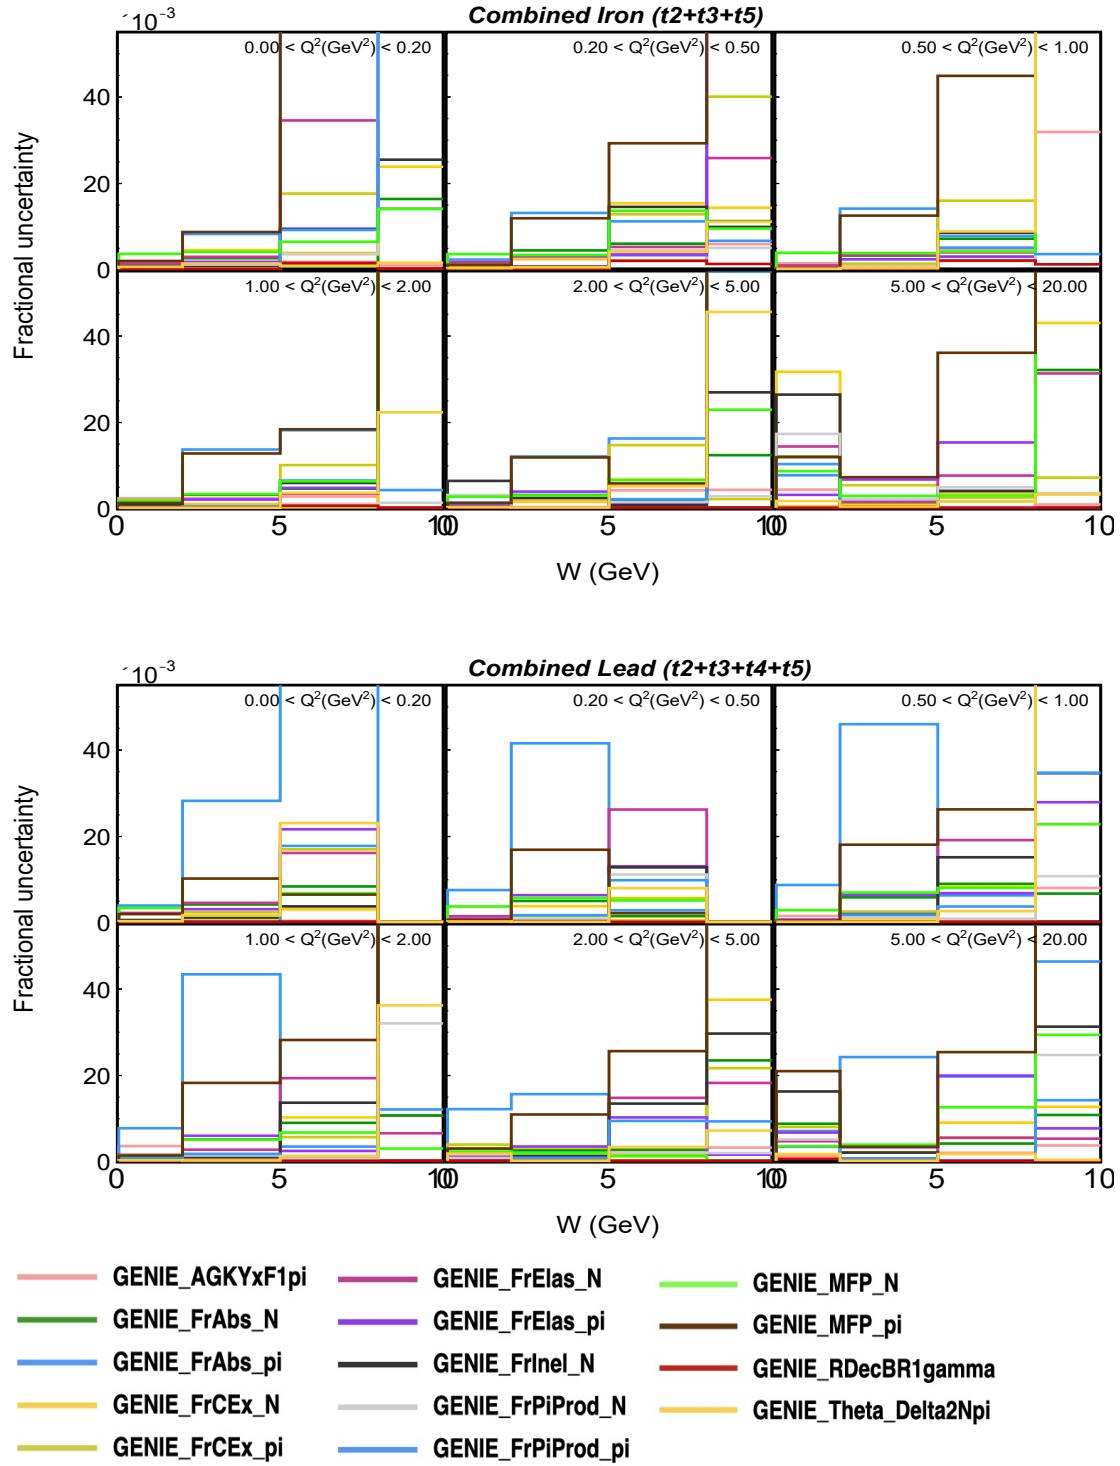 ´10⁻³
Combined Iron (t2+t3+t5)
0.00 < Q²(GeV²) < 0.20
0.20 < Q²(GeV²) < 0.50
0.50 < Q²(GeV²) < 1.00
40
20
0
Fractional uncertainty
1.00 < Q²(GeV²) < 2.00
2.00 < Q²(GeV²) < 5.00
5.00 < Q²(GeV²) < 20.00
40
20
0
0 5 10 0 5 10 0 5 10
W (GeV)
´10⁻³
Combined Lead (t2+t3+t4+t5)
0.00 < Q²(GeV²) < 0.20
0.20 < Q²(GeV²) < 0.50
0.50 < Q²(GeV²) < 1.00
40
20
0
Fractional uncertainty
1.00 < Q²(GeV²) < 2.00
2.00 < Q²(GeV²) < 5.00
5.00 < Q²(GeV²) < 20.00
40
20
0
0 5 10 0 5 10 0 5 10
W (GeV)
GENIE_AGKYxF1pi
GENIE_FrAbs_N
GENIE_FrAbs_pi
GENIE_FrCEx_N
GENIE_FrCEx_pi
GENIE_FrElas_N
GENIE_FrElas_pi
GENIE_FrInel_N
GENIE_FrPiProd_N
GENIE_FrPiProd_pi
GENIE_MFP_N
GENIE_MFP_pi
GENIE_RDecBR1gamma
GENIE_Theta_Delta2Npi